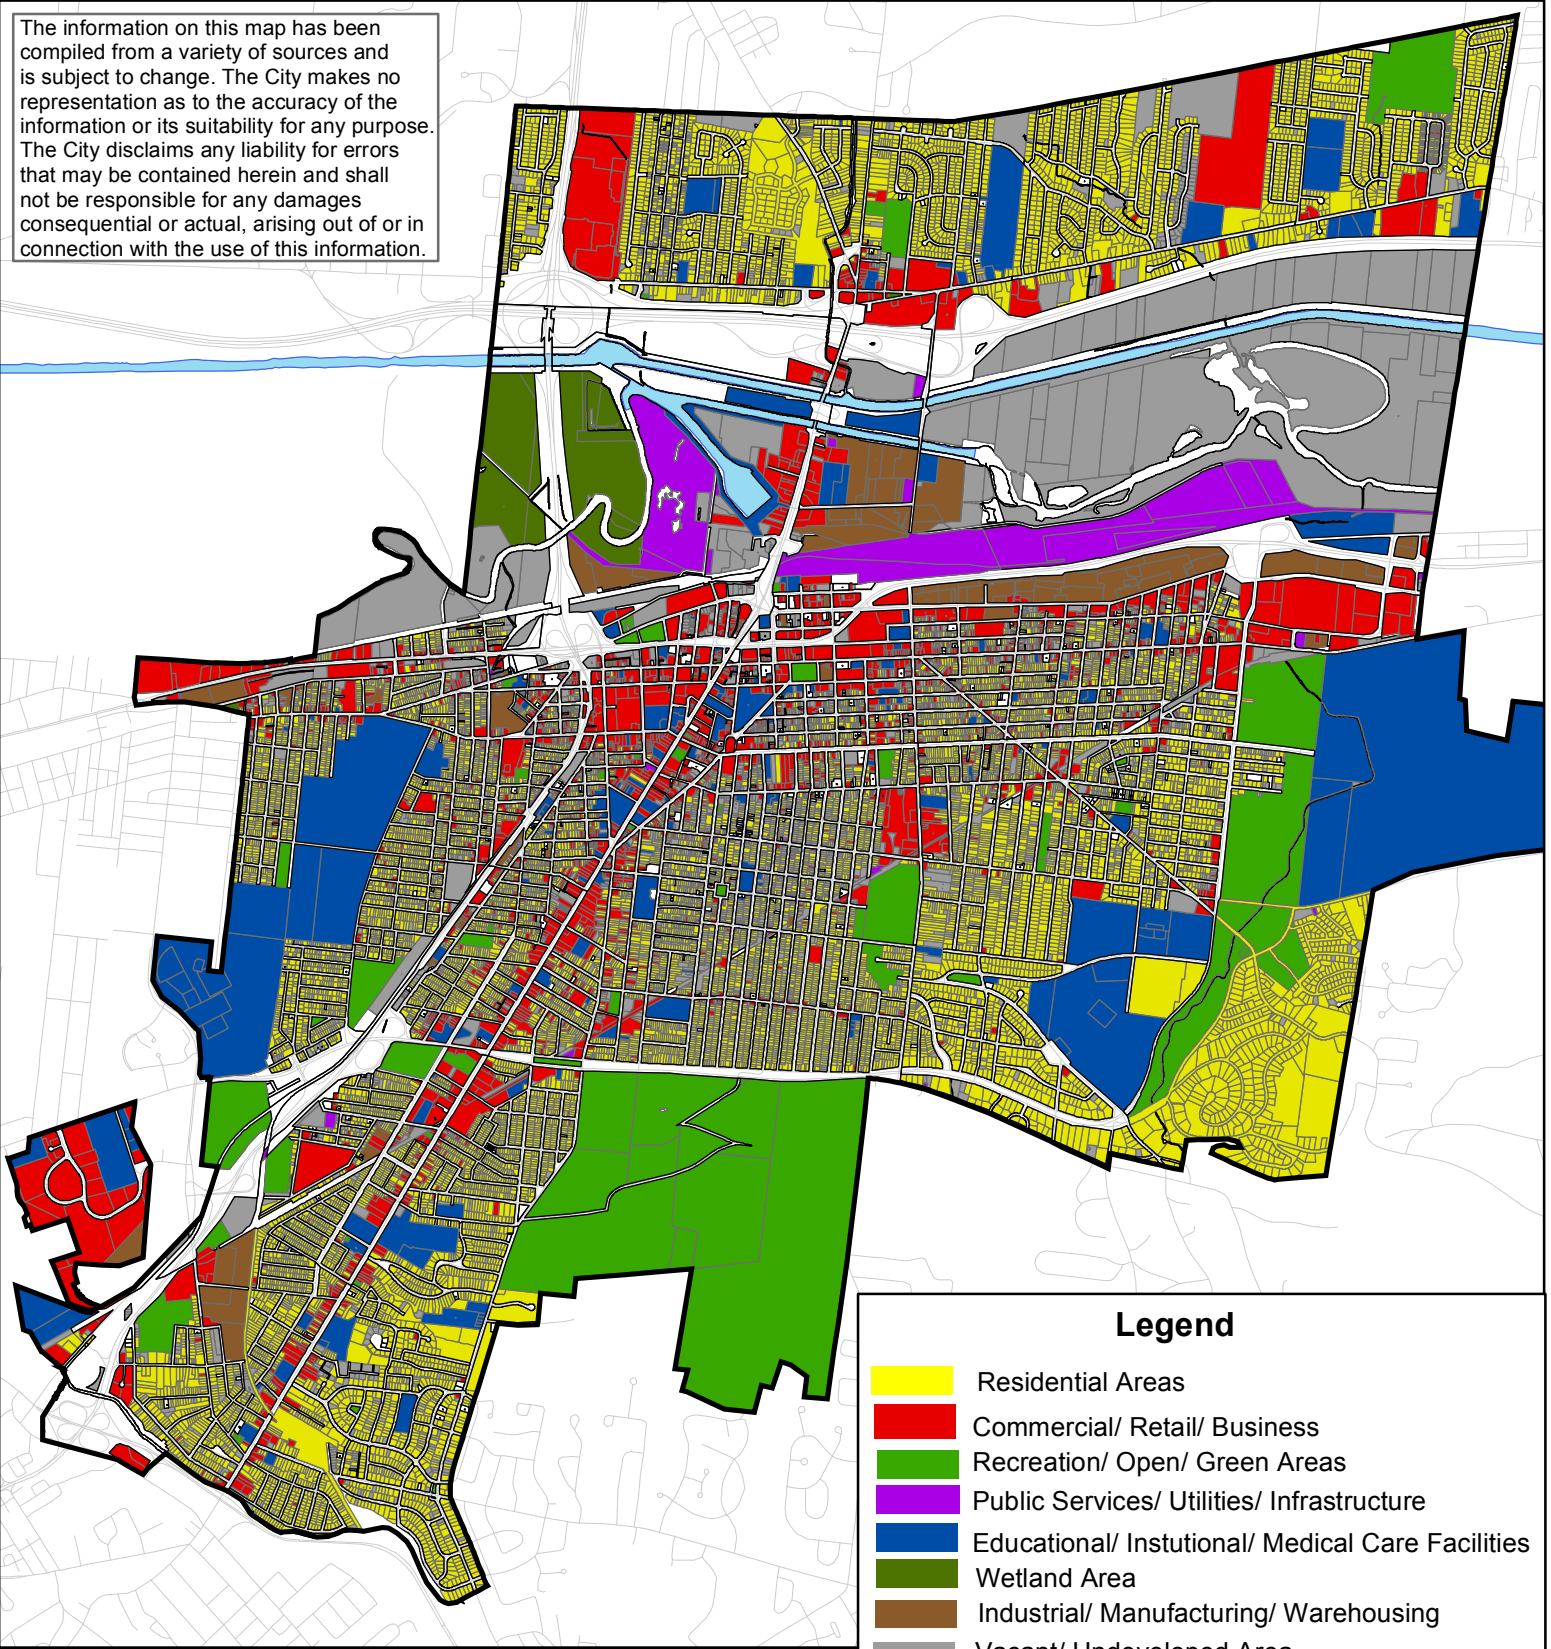 The information on this map has been
compiled from a variety of sources and
is subject to change. The City makes no
representation as to the accuracy of the
information or its suitability for any purpose.
The City disclaims any liability for errors
that may be contained herein and shall
not be responsible for any damages
consequential or actual, arising out of or in
connection with the use of this information.
Legend
Residential Areas
Commercial/ Retail/ Business
Recreation/ Open/ Green Areas
Public Services/ Utilities/ Infrastructure
Educational/ Instutional/ Medical Care Facilities
Wetland Area
Industrial/ Manufacturing/ Warehousing
Vacant/ Undeveloped Area